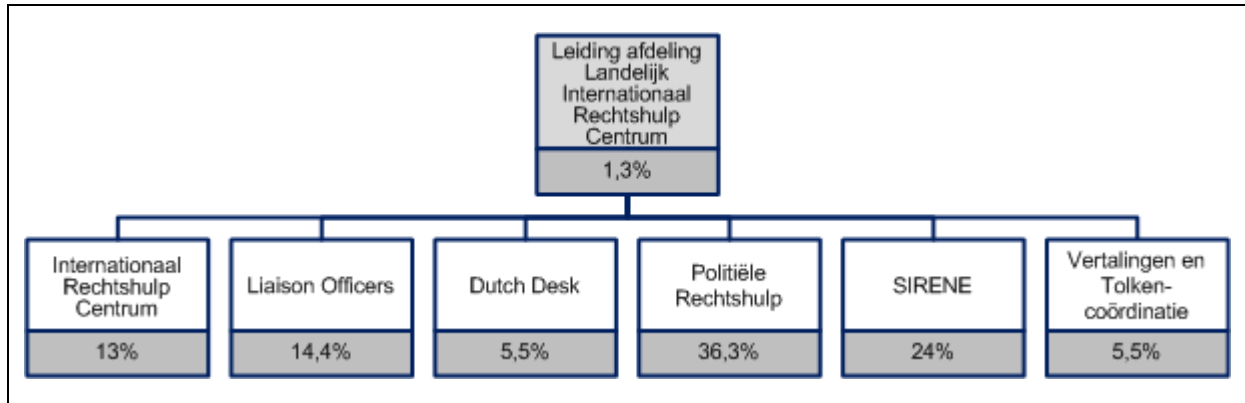 Leiding afdeling
Landelijk
Internationaal
Rechtshulp
Centrum
1,3%
Internationaal
Rechtshulp
Centrum
13%
Liaison Officers
14,4%
Dutch Desk
5,5%
Politiële
Rechtshulp
36,3%
SIRENE
24%
Vertalingen en
Tolken-
coördinatie
5,5%